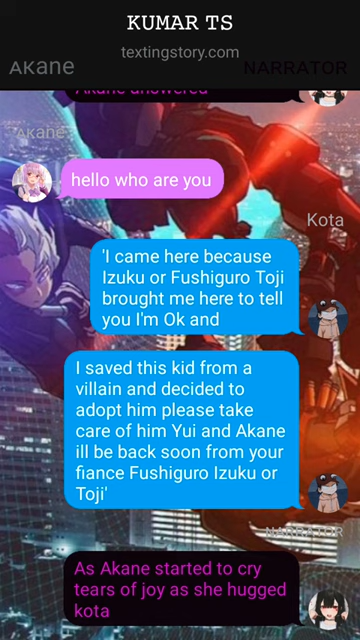 KUMAR TS
textingstory.com
AKane
NARRATOR
Akane answered
Akane
hello who are you
Kota
'I came here because
Izuku or Fushiguro Toji
brought me here to tell
you I'm Ok and
I saved this kid from a
villain and decided to
adopt him please take
care of him Yui and Akane
ill be back soon from your
fiance Fushiguro Izuku or
Toji'
NARRATOR
As Akane started to cry
tears of joy as she hugged
kota